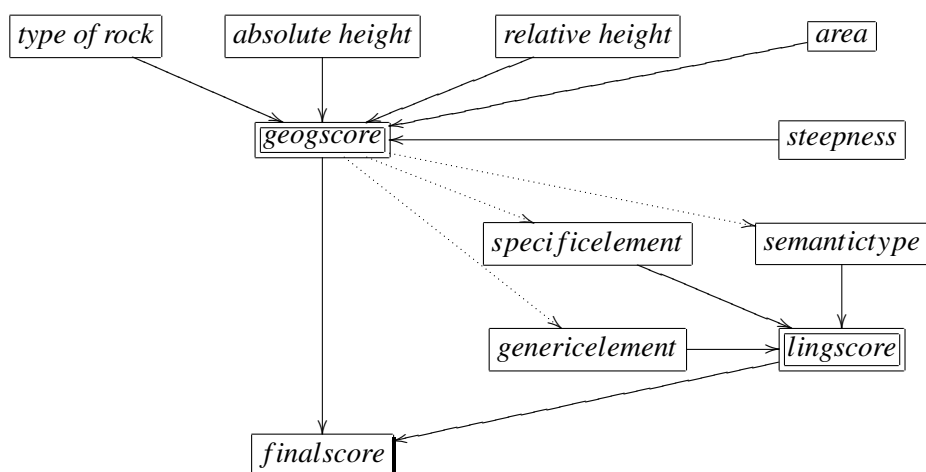 type of rock
absolute height
relative height
area
geogscore
steepness
specificelement
semantictype
genericelement
lingscore
finalscore